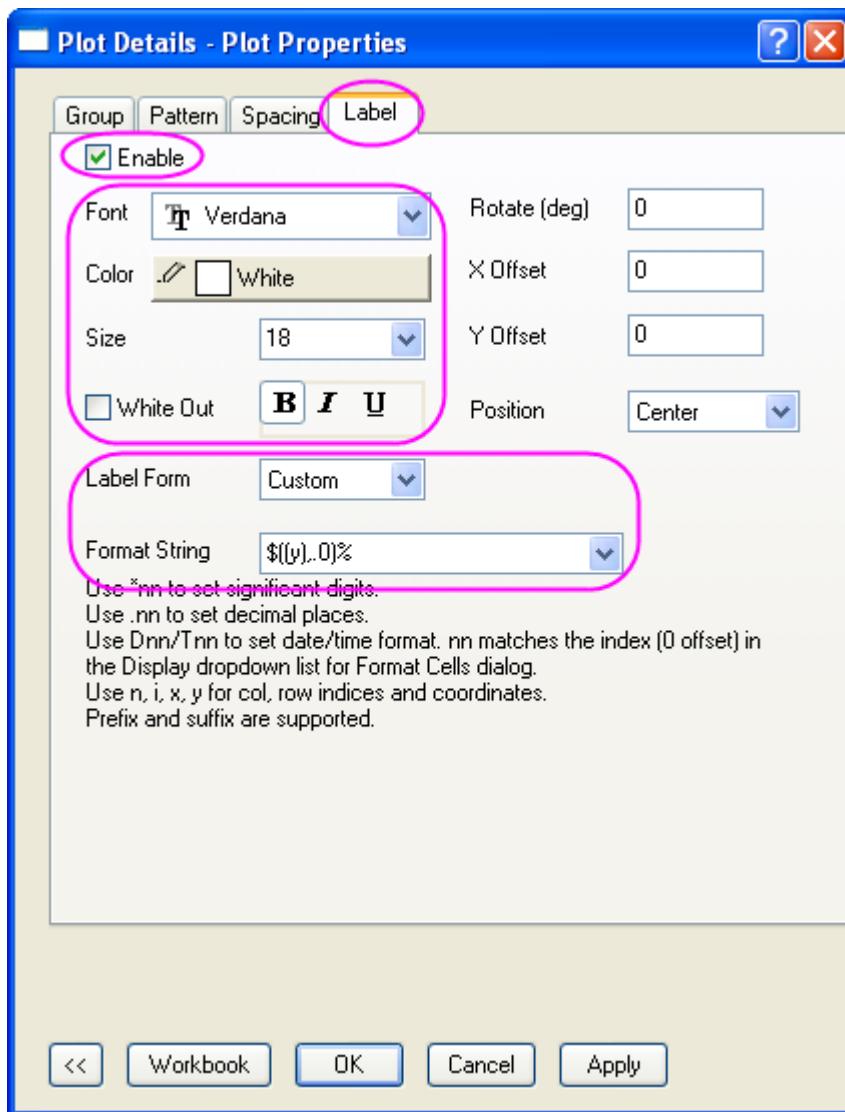 Plot Details - Plot Properties
Group Pattern Spacing Label
Enable
Font Verdana Rotate (deg) 0
Color White X Offset 0
Size 18 Y Offset 0
White Out B I U Position Center
Label Form Custom
Format String $((y),.0)%
Use *nn to set significant digits.
Use .nn to set decimal places.
Use Dnn/Tnn to set date/time format. nn matches the index (0 offset) in
the Display dropdown list for Format Cells dialog.
Use n, i, x, y for col, row indices and coordinates.
Prefix and suffix are supported.
<< Workbook OK Cancel Apply